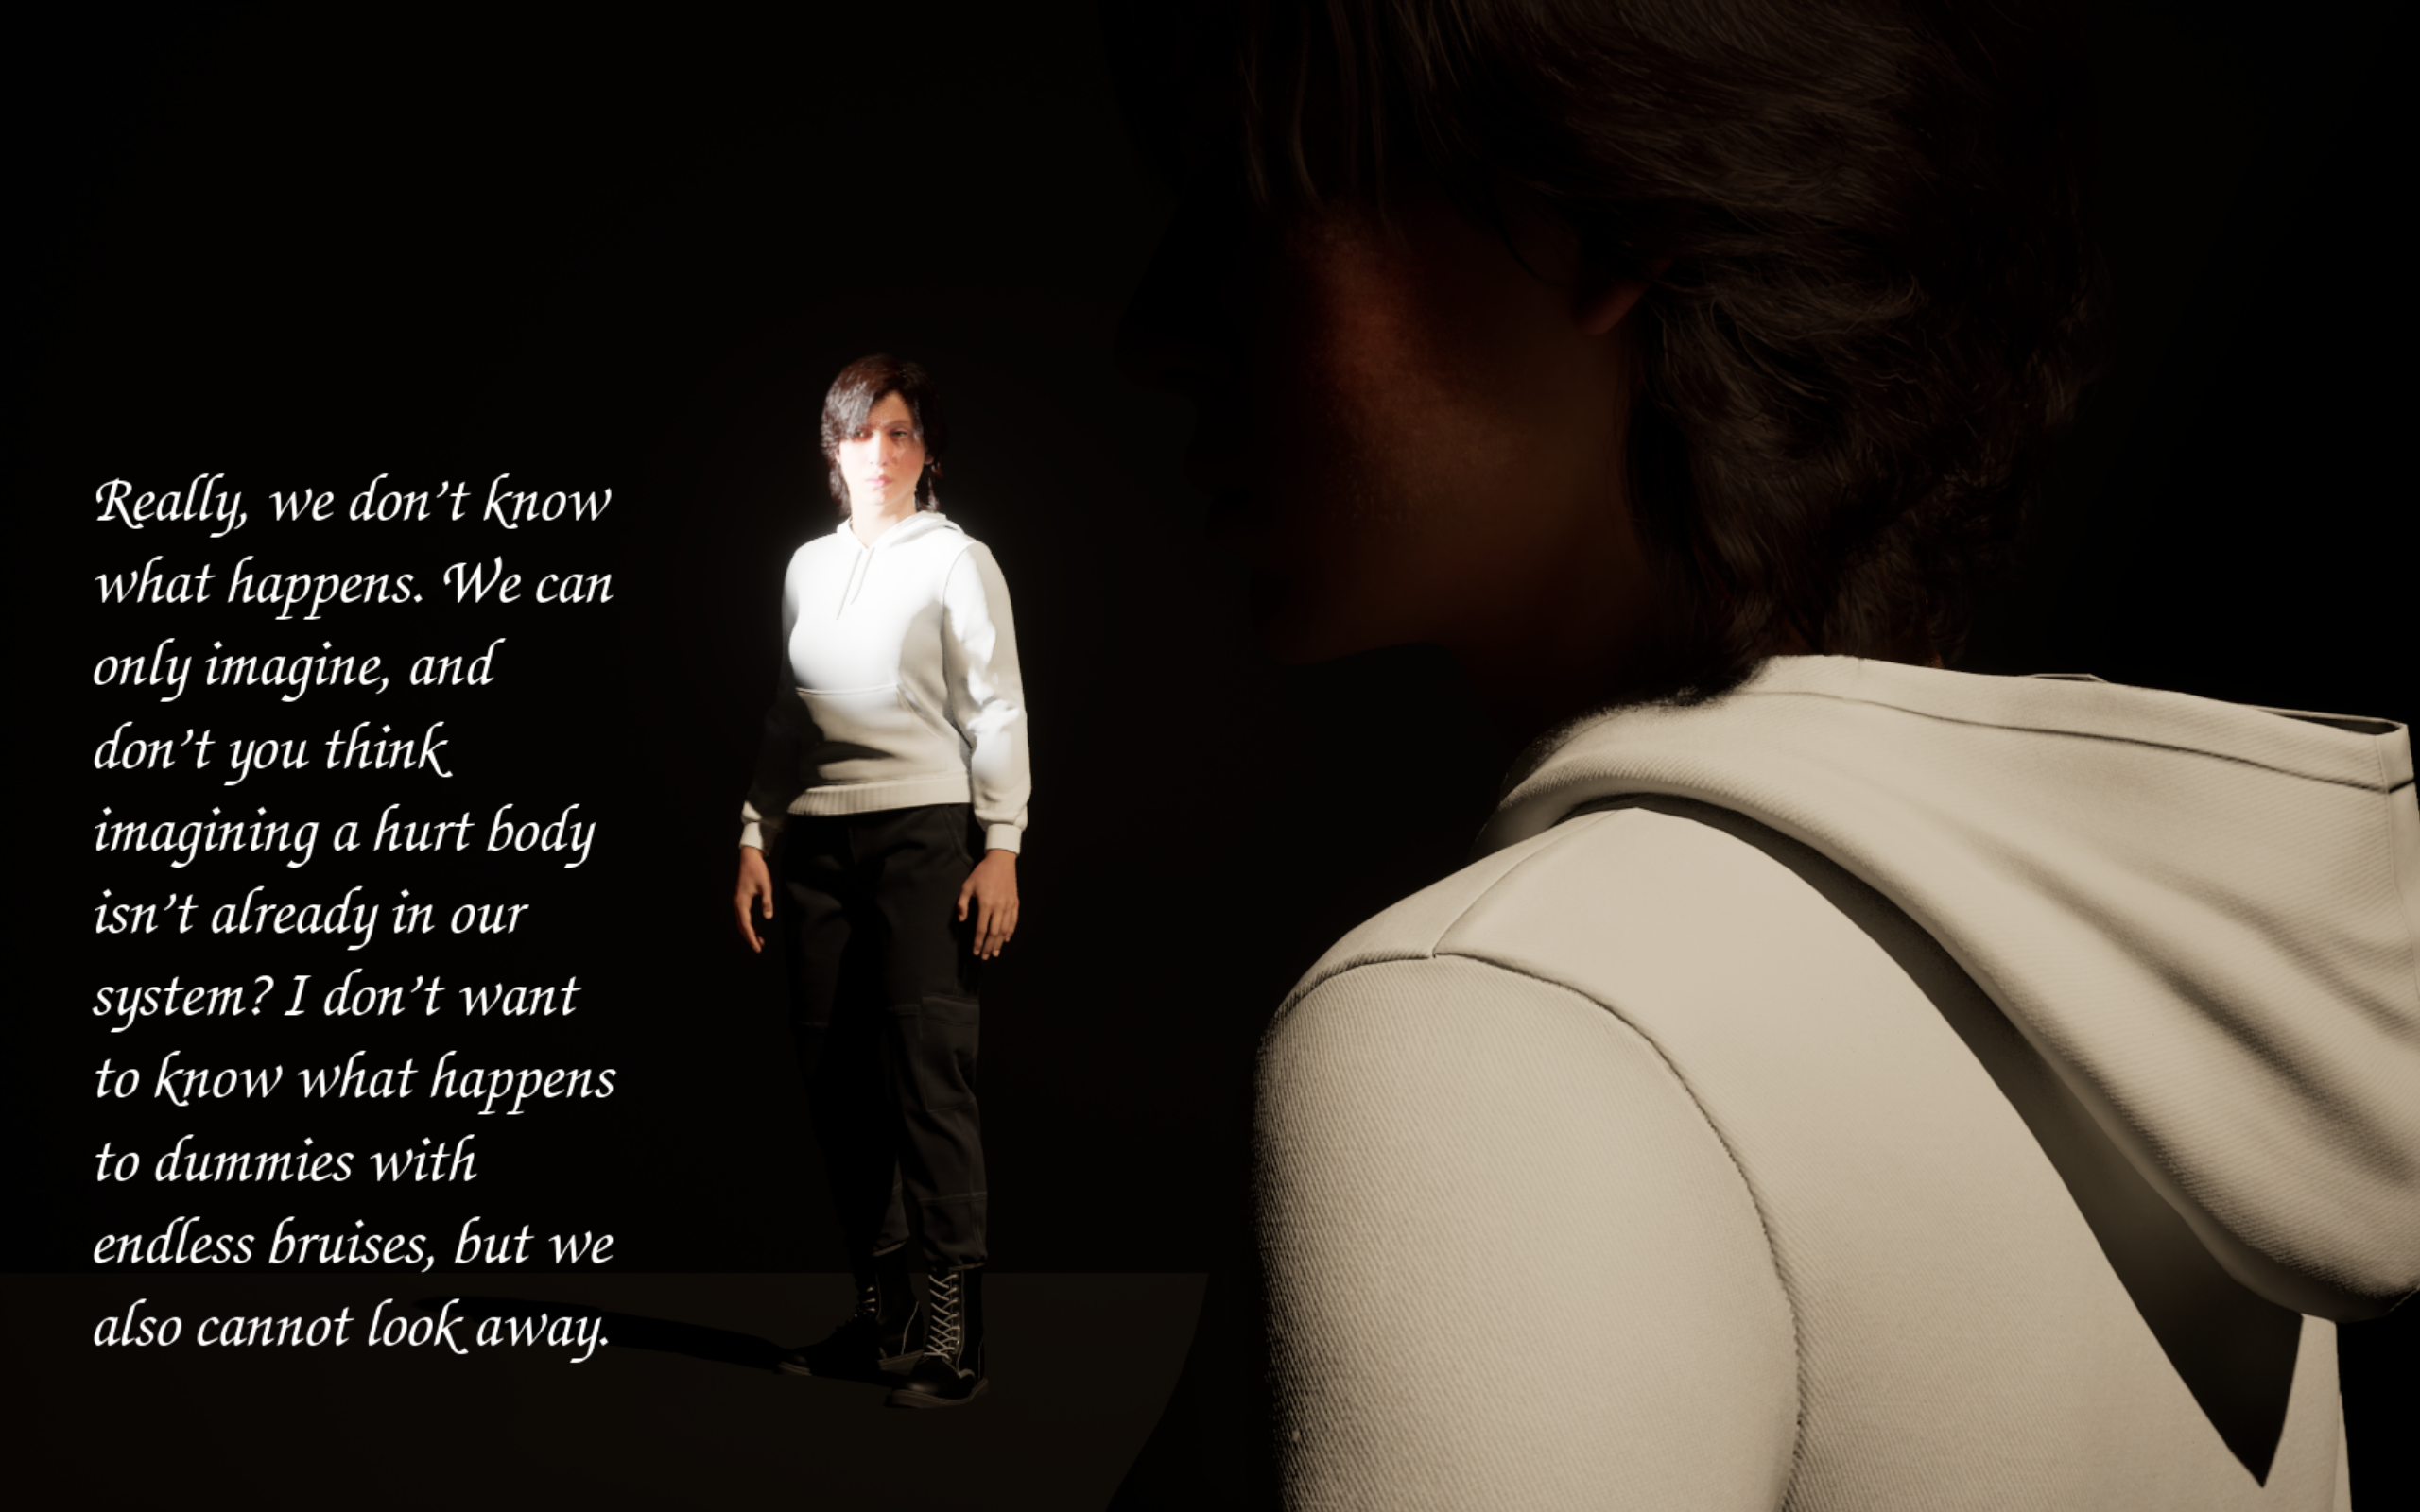 Really, we don’t know
what happens. We can
only imagine, and
don’t you think
imagining a hurt body
isn’t already in our
system? I don’t want
to know what happens
to dummies with
endless bruises, but we
also cannot look away.